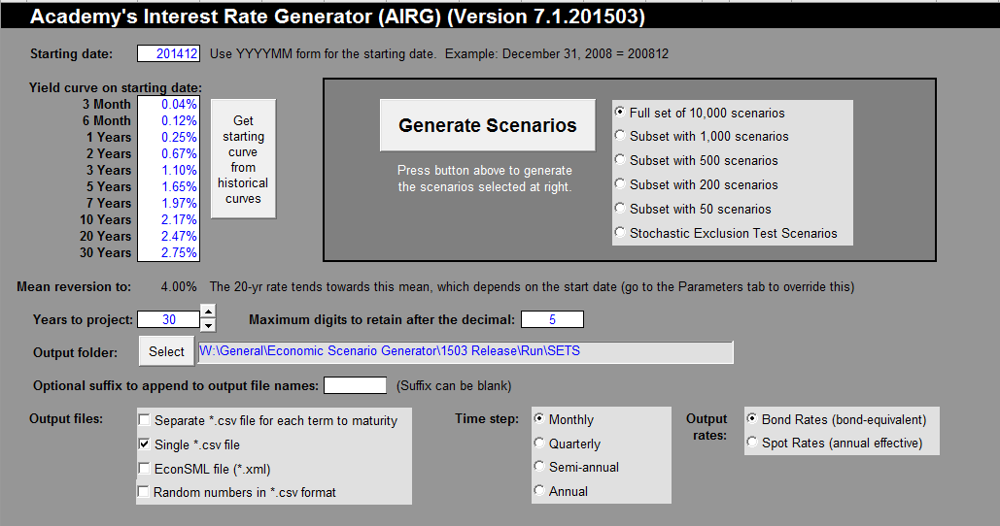 Academy's Interest Rate Generator (AIRG) (Version 7.1.201503)
Starting date: 201412 Use YYYYMM form for the starting date. Example: December 31, 2008 = 200812
Yield curve on starting date:
3 Month 0.04%
6 Month 0.12%
1 Years 0.25%
2 Years 0.67%
3 Years 1.10%
5 Years 1.65%
7 Years 1.97%
10 Years 2.17%
20 Years 2.47%
30 Years 2.75%
Get
starting
curve
from
historical
curves
Generate Scenarios
Press button above to generate
the scenarios selected at right.
Full set of 10,000 scenarios
Subset with 1,000 scenarios
Subset with 500 scenarios
Subset with 200 scenarios
Subset with 50 scenarios
Stochastic Exclusion Test Scenarios
Mean reversion to: 4.00% The 20-yr rate tends towards this mean, which depends on the start date (go to the Parameters tab to override this)
Years to project: 30 Maximum digits to retain after the decimal: 5
Output folder: Select W:\General\Economic Scenario Generator\1503 Release\Run\SETS
Optional suffix to append to output file names: (Suffix can be blank)
Output files:
Separate *.csv file for each term to maturity
Single *.csv file
EconSML file (*.xml)
Random numbers in *.csv format
Time step:
Monthly
Quarterly
Semi-annual
Annual
Output
rates:
Bond Rates (bond-equivalent)
Spot Rates (annual effective)